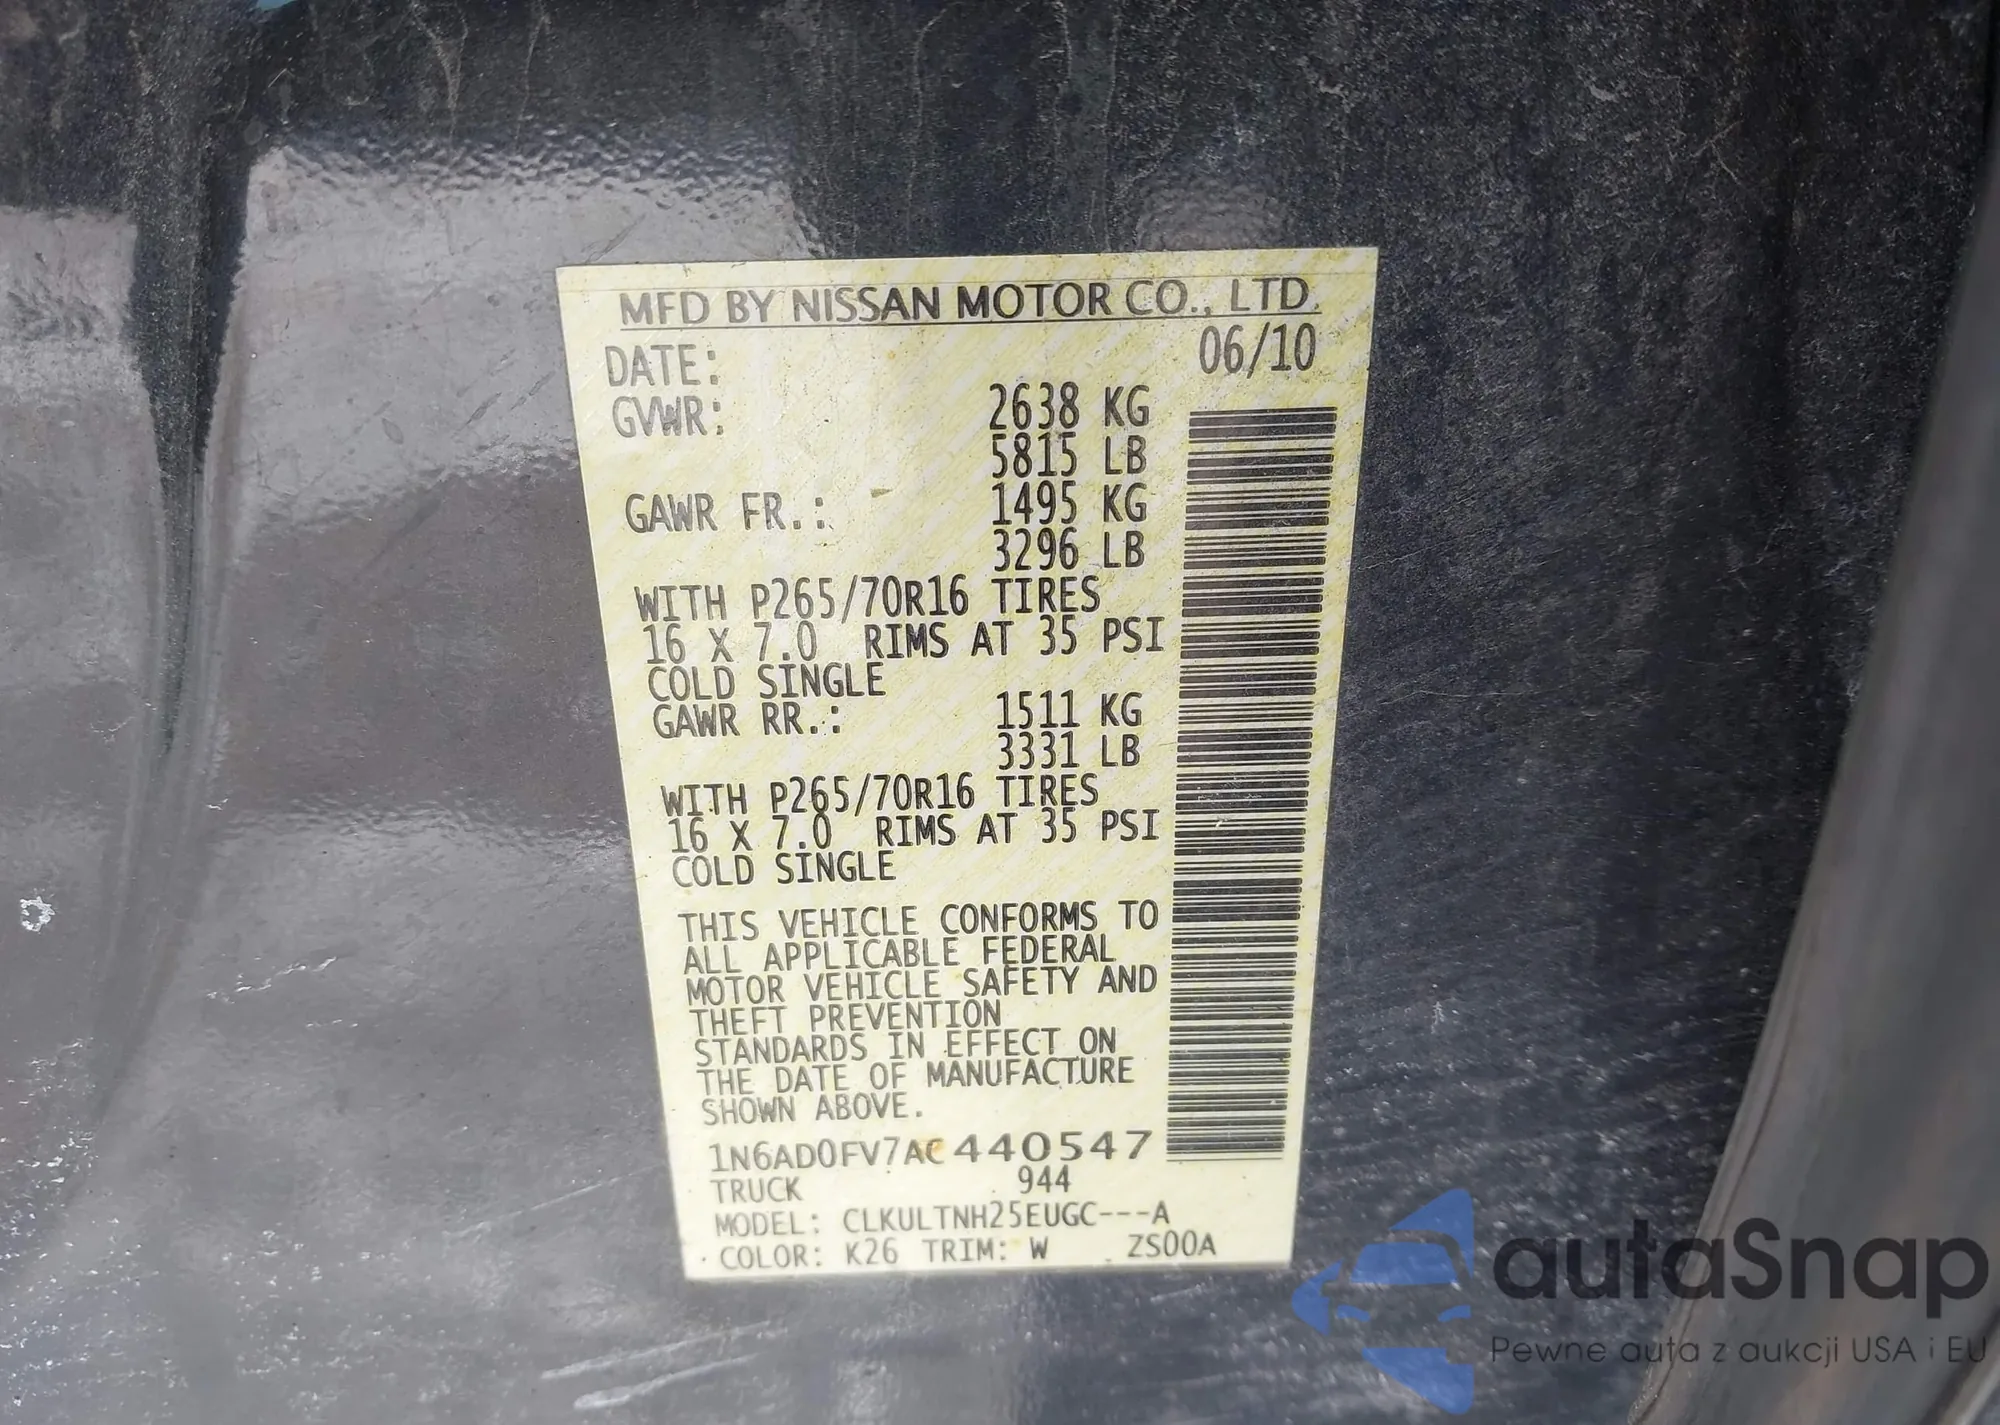 MFD BY NISSAN MOTOR CO., LTD.
DATE: 06/10
GVWR: 2638 KG
5815 LB
GAWR FR.: 1495 KG
3296 LB
WITH P265/70R16 TIRES
16 X 7.0 RIMS AT 35 PSI
COLD SINGLE
GAWR RR.: 1511 KG
3331 LB
WITH P265/70R16 TIRES
16 X 7.0 RIMS AT 35 PSI
COLD SINGLE
THIS VEHICLE CONFORMS TO
ALL APPLICABLE FEDERAL
MOTOR VEHICLE SAFETY AND
THEFT PREVENTION
STANDARDS IN EFFECT ON
THE DATE OF MANUFACTURE
SHOWN ABOVE.
1N6AD0FV7AC440547
TRUCK 944
MODEL: CLKULTNH25EUGC---A
COLOR: K26 TRIM: W ZS00A
autaSnap
Pewne auta z aukcji USA i EU